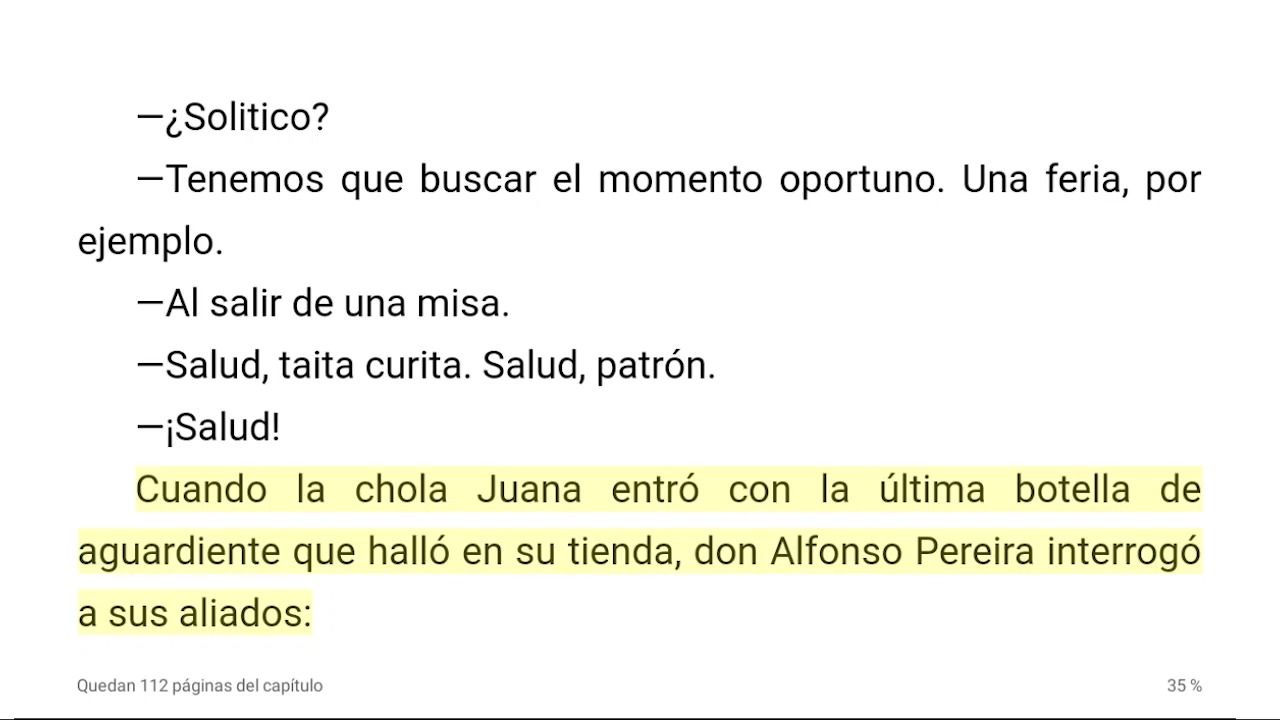 —¿Solitico?
—Tenemos que buscar el momento oportuno. Una feria, por
ejemplo.
—Al salir de una misa.
—Salud, taita curita. Salud, patrón.
—¡Salud!
Cuando la chola Juana entró con la última botella de
aguardiente que halló en su tienda, don Alfonso Pereira interrogó
a sus aliados:
Quedan 112 páginas del capítulo
35 %